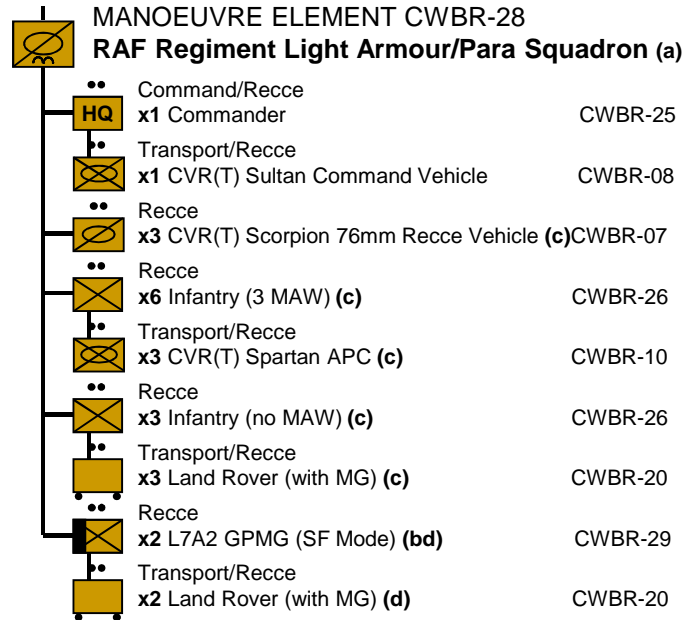 MANOEUVRE ELEMENT CWBR-28
RAF Regiment Light Armour/Para Squadron (a)
Command/Recce
HQ x1 Commander CWBR-25
Transport/Recce
x1 CVR(T) Sultan Command Vehicle CWBR-08
Recce
x3 CVR(T) Scorpion 76mm Recce Vehicle (c)CWBR-07
Recce
x6 Infantry (3 MAW) (c) CWBR-26
Transport/Recce
x3 CVR(T) Spartan APC (c) CWBR-10
Recce
x3 Infantry (no MAW) (c) CWBR-26
Transport/Recce
x3 Land Rover (with MG) (c) CWBR-20
Recce
x2 L7A2 GPMG (SF Mode) (bd) CWBR-29
Transport/Recce
x2 Land Rover (with MG) (d) CWBR-20